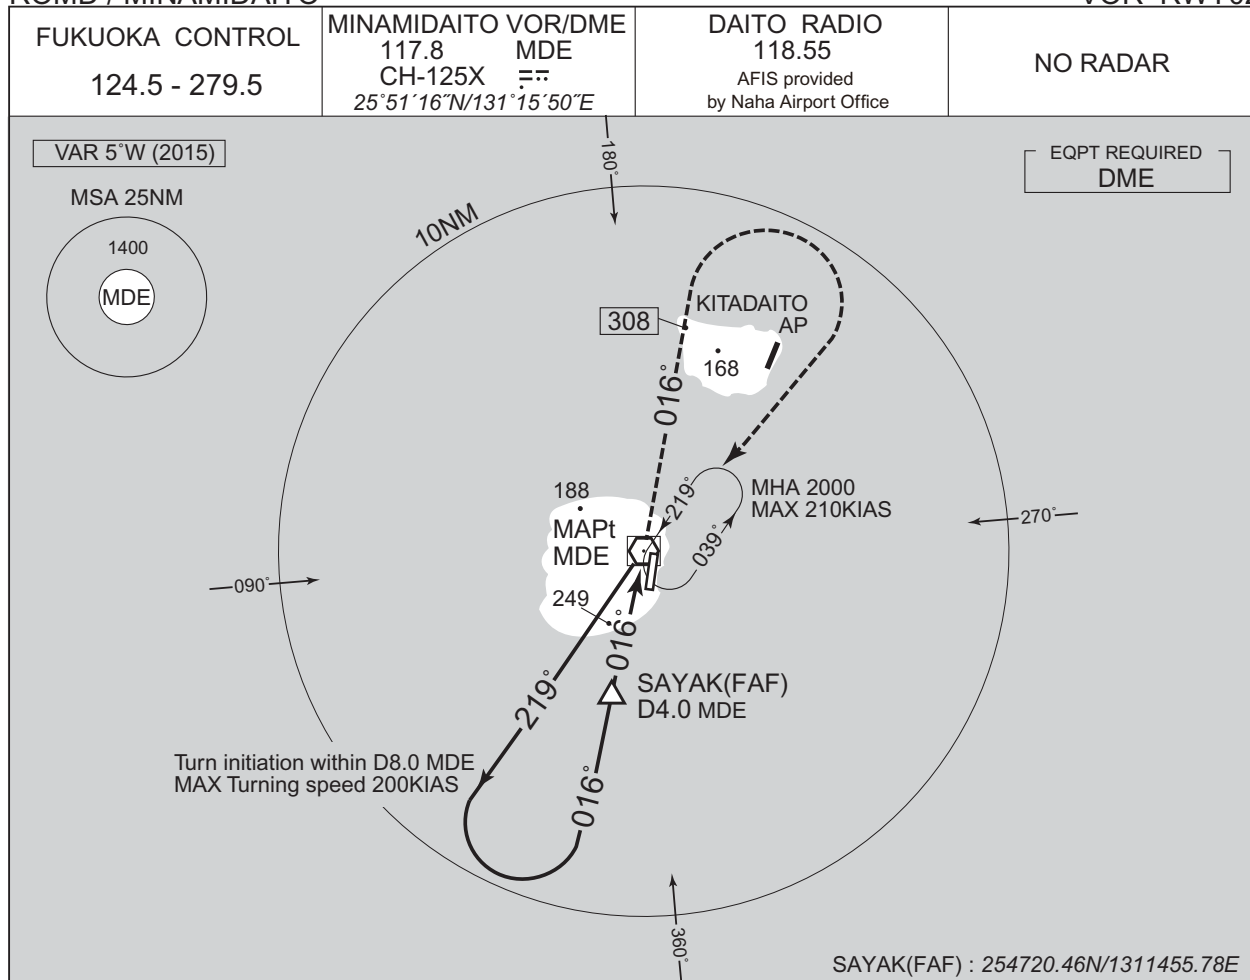 ROMD / MINAMIDAITO
VOR RWY02
FUKUOKA CONTROL
124.5 - 279.5
MINAMIDAITO VOR/DME
117.8 MDE
CH-125X
25˚51´16˝N/131˚15´50˝E
DAITO RADIO
118.55
AFIS provided
by Naha Airport Office
NO RADAR
VAR 5˚W (2015)
EQPT REQUIRED
DME
MSA 25NM
1400
MDE
10NM
180˚
KITADAITO
AP
308
168
016˚
188
MAPt
MDE
219˚
039˚
MHA 2000
MAX 210KIAS
270˚
090˚
249
016˚
SAYAK(FAF)
D4.0 MDE
219˚
Turn initiation within D8.0 MDE
MAX Turning speed 200KIAS
016˚
360˚
SAYAK(FAF) : 254720.46N/1311455.78E